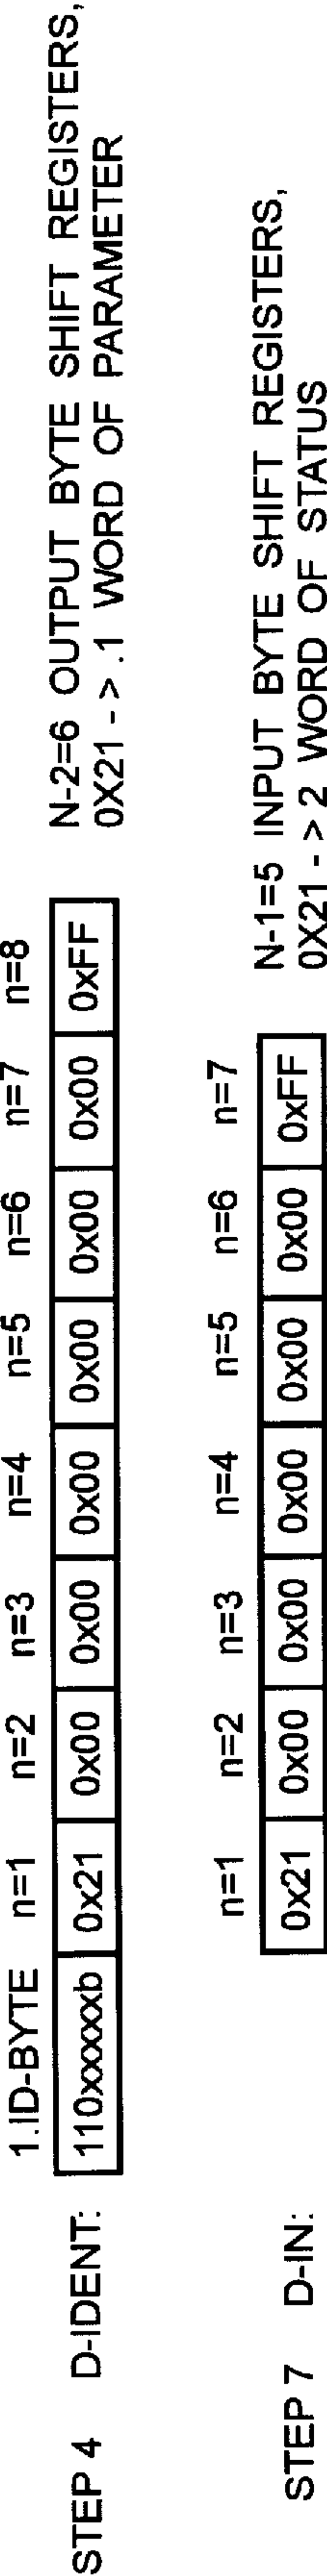 1.ID-BYTE n=1 n=2 n=3 n=4 n=5 n=6 n=7 n=8
STEP 4 D-IDENT: 110xxxxxb 0x21 0x00 0x00 0x00 0x00 0x00 0x00 0xFF
N-2=6 OUTPUT BYTE SHIFT REGISTERS,
0X21 - > .1 WORD OF PARAMETER
n=1 n=2 n=3 n=4 n=5 n=6 n=7
STEP 7 D-IN: 0x21 0x00 0x00 0x00 0x00 0x00 0xFF
N-1=5 INPUT BYTE SHIFT REGISTERS,
0X21 - > 2 WORD OF STATUS